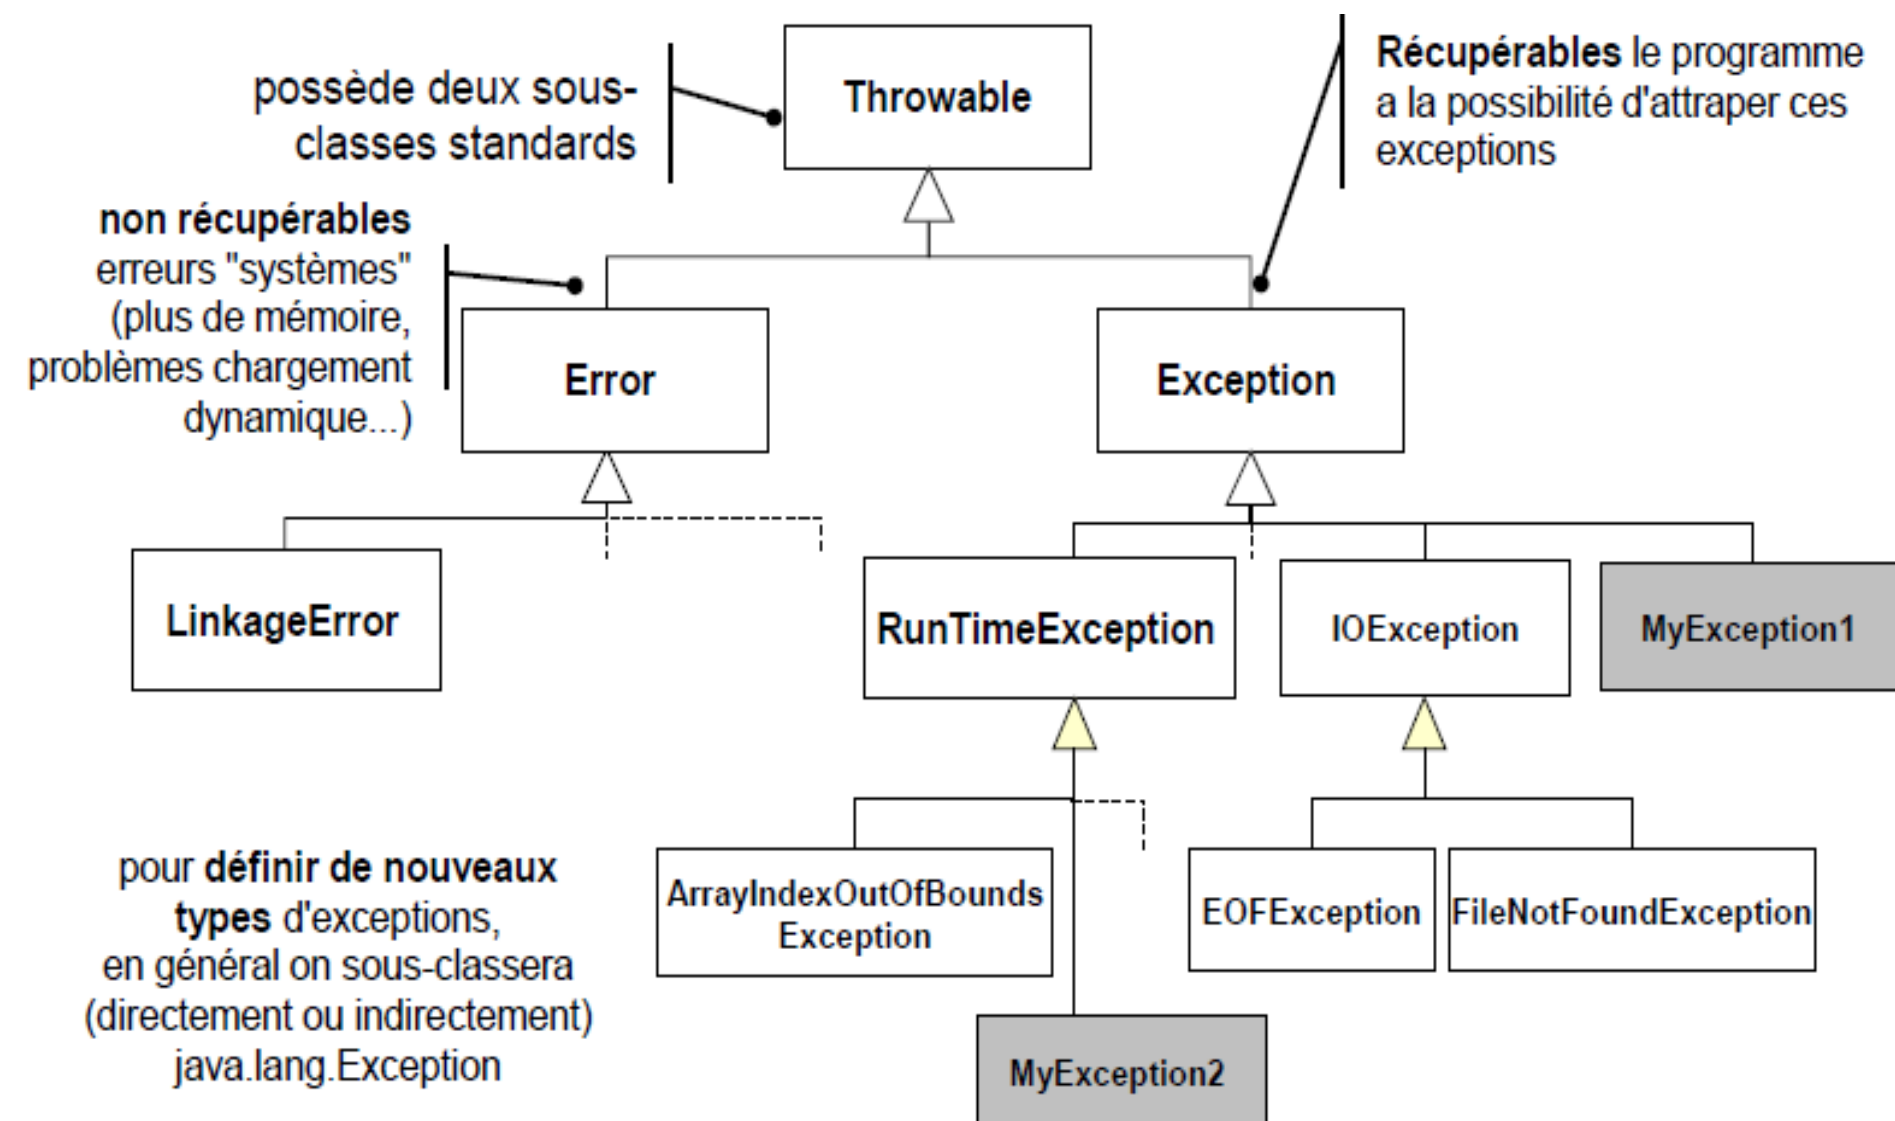 possède deux sous-
classes standards
Throwable
Récupérables le programme
a la possibilité d'attraper ces
exceptions
non récupérables
erreurs "systèmes"
(plus de mémoire,
problèmes chargement
dynamique...)
Error
Exception
LinkageError
RunTimeException
IOException
MyException1
pour définir de nouveaux
types d'exceptions,
en général on sous-classera
(directement ou indirectement)
java.lang.Exception
ArrayIndexOutOfBounds
Exception
EOFException
FileNotFoundException
MyException2